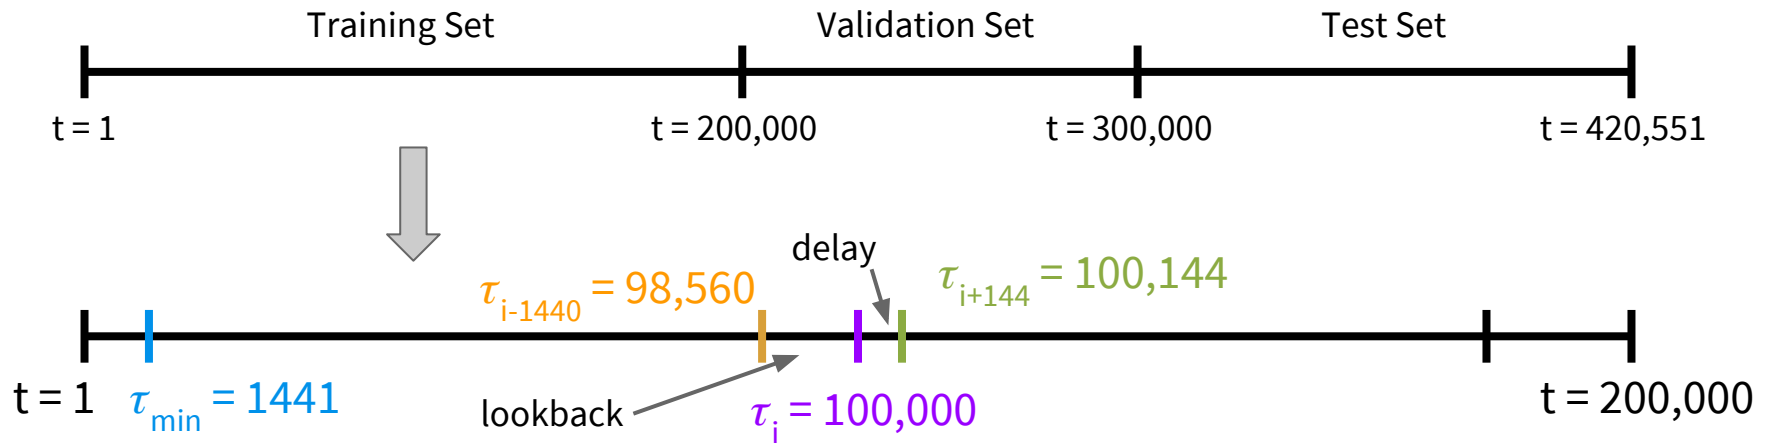 Training Set
Validation Set
Test Set
t = 1
t = 200,000
t = 300,000
t = 420,551
delay
τi-1440 = 98,560
τi+144 = 100,144
t = 1
τmin = 1441
lookback
τi = 100,000
t = 200,000